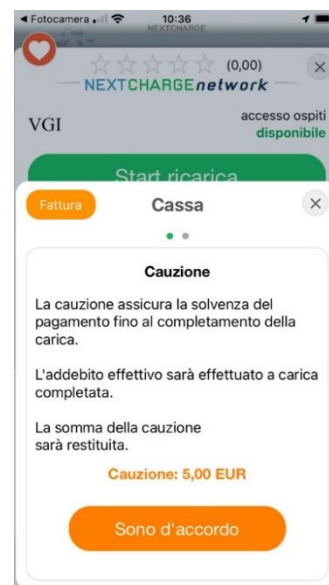 Fotocamera
10:36
NEXTCHARGE
(0,00)
NEXTCHARGEnetwork
VGI
accesso ospiti
disponibile
Start ricarica
Fattura
Cassa
Cauzione
La cauzione assicura la solvenza del
pagamento fino al completamento della
carica.
L'addebito effettivo sarà effettuato a carica
completata.
La somma della cauzione
sarà restituita.
Cauzione: 5,00 EUR
Sono d'accordo